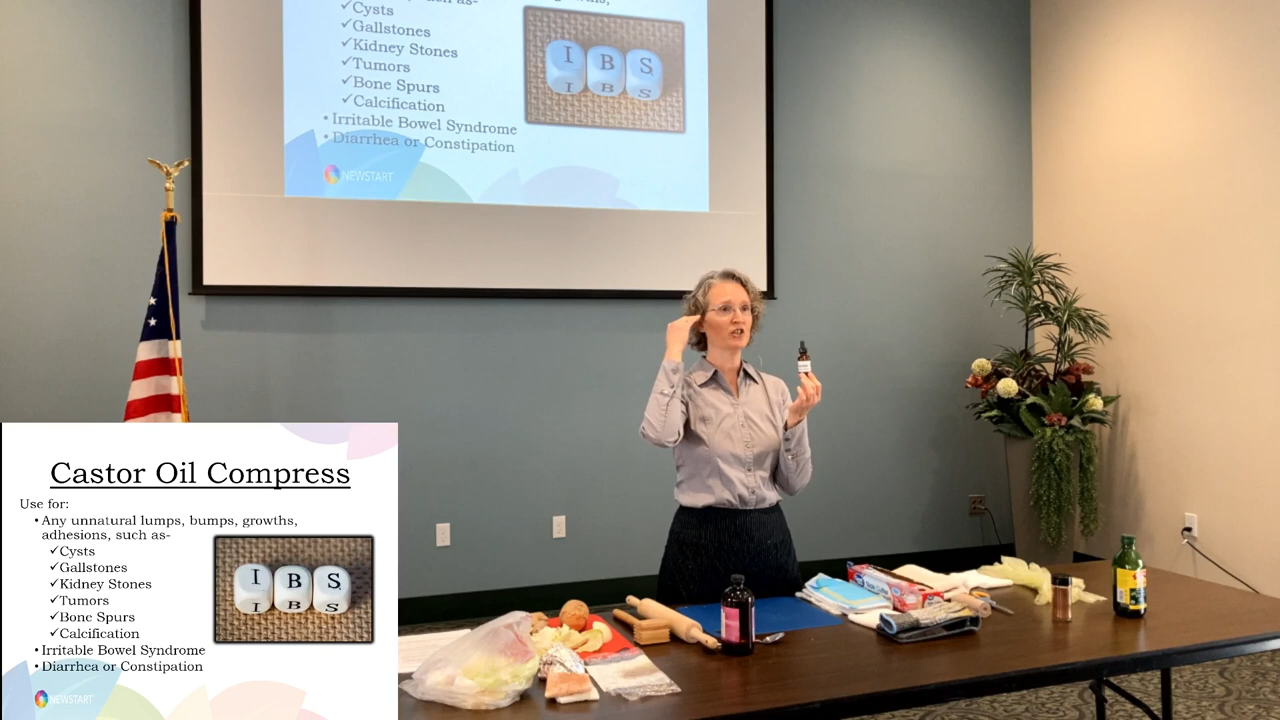 ✓Cysts
✓Gallstones
✓Kidney Stones
✓Tumors
✓Bone Spurs
✓Calcification
• Irritable Bowel Syndrome
• Diarrhea or Constipation
I B S
I B S
NEWSTART
Castor Oil Compress
Use for:
• Any unnatural lumps, bumps, growths,
adhesions, such as-
✓Cysts
✓Gallstones
✓Kidney Stones
✓Tumors
✓Bone Spurs
✓Calcification
• Irritable Bowel Syndrome
• Diarrhea or Constipation
I B S
I B S
NEWSTART